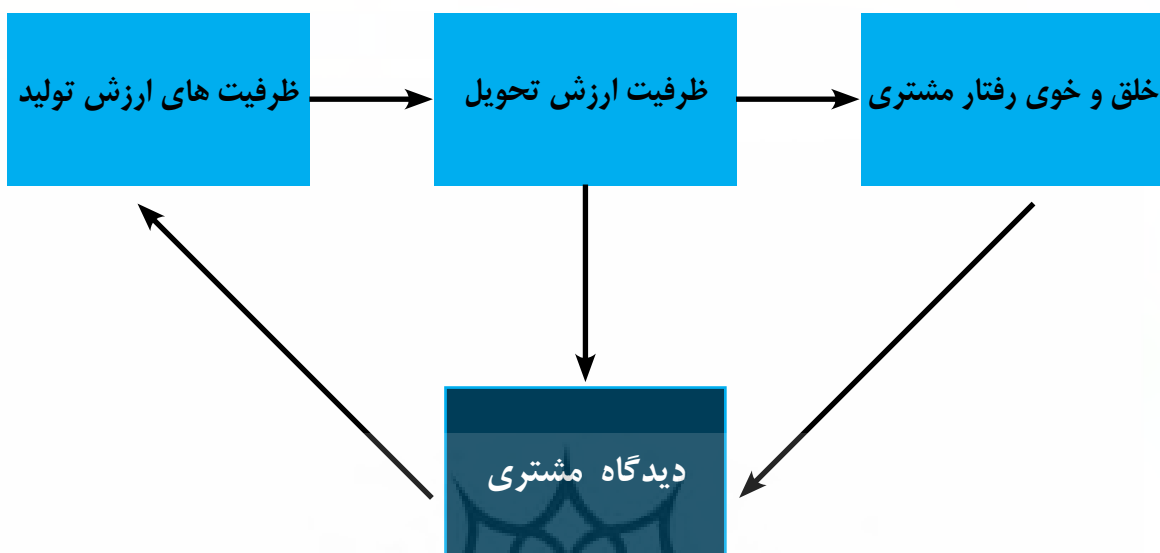 خلق و خوی رفتار مشتری
ظرفیت ارزش تحویل
ظرفیت های ارزش تولید
دیدگاه مشتری